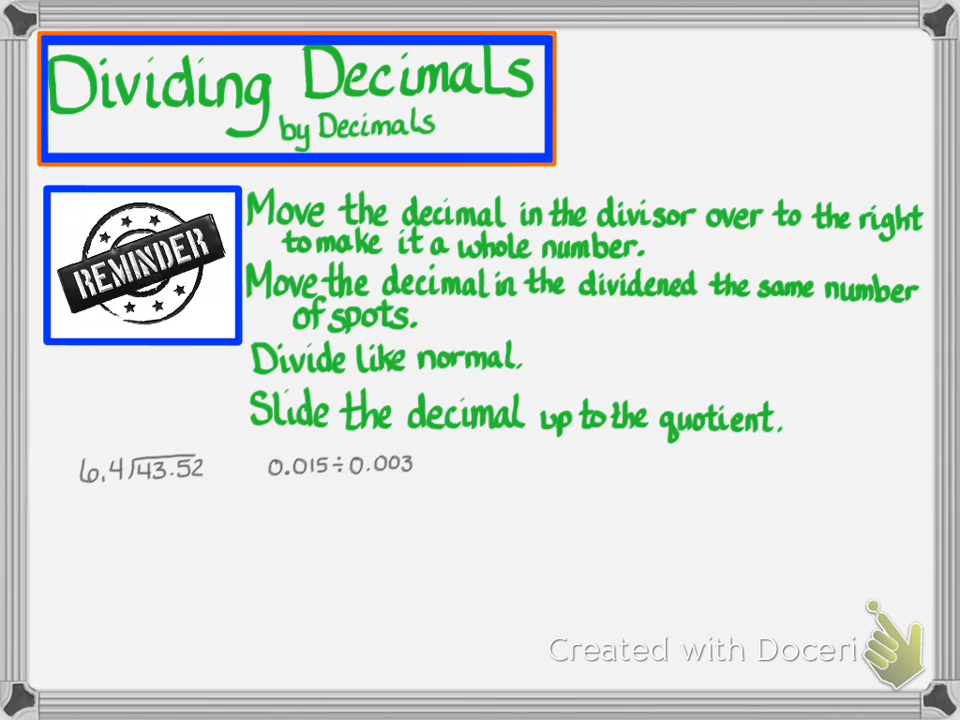 Dividing Decimals
by Decimals
REMINDER
Move the decimal in the divisor over to the right
to make it a whole number.
Move the decimal in the dividened the same number
of spots.
Divide like normal.
Slide the decimal up to the quotient.
6.4⟌43.52 0.015÷0.003
Created with Doceri